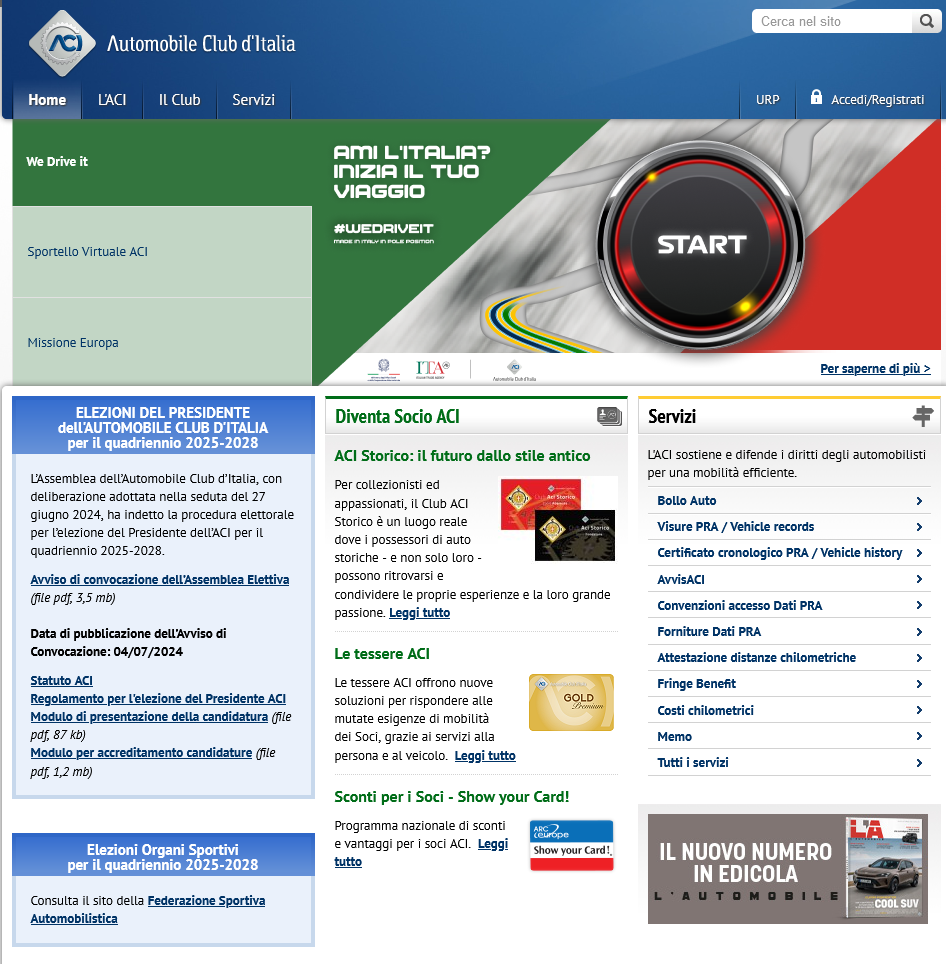 ACI
Automobile Club d'Italia
Cerca nel sito
Home
L'ACI
Il Club
Servizi
URP
Accedi/Registrati
We Drive it
Sportello Virtuale ACI
Missione Europa
AMI L'ITALIA?
INIZIA IL TUO
VIAGGIO
#WEDRIVEIT
MADE IN ITALY IN POLE POSITION
START
ITA
Automobile Club d'Italia
Per saperne di più >
ELEZIONI DEL PRESIDENTE
dell'AUTOMOBILE CLUB D'ITALIA
per il quadriennio 2025-2028
L'Assemblea dell'Automobile Club d'Italia, con
deliberazione adottata nella seduta del 27
giugno 2024, ha indetto la procedura elettorale
per l'elezione del Presidente dell'ACI per il
quadriennio 2025-2028.
Avviso di convocazione dell'Assemblea Elettiva
(file pdf, 3,5 mb)
Data di pubblicazione dell'Avviso di
Convocazione: 04/07/2024
Statuto ACI
Regolamento per l'elezione del Presidente ACI
Modulo di presentazione della candidatura (file
pdf, 87 kb)
Modulo per accreditamento candidature (file
pdf, 1,2 mb)
Elezioni Organi Sportivi
per il quadriennio 2025-2028
Consulta il sito della Federazione Sportiva
Automobilistica
Diventa Socio ACI
ACI Storico: il futuro dallo stile antico
Per collezionisti ed
appassionati, il Club ACI
Storico è un luogo reale
dove i possessori di auto
storiche - e non solo loro -
possono ritrovarsi e
condividere le proprie esperienze e la loro grande
passione. Leggi tutto
Club Aci Storico
Aci Storico
Le tessere ACI
Le tessere ACI offrono nuove
soluzioni per rispondere alle
mutate esigenze di mobilità
dei Soci, grazie ai servizi alla
persona e al veicolo. Leggi tutto
GOLD
Premium
Sconti per i Soci - Show your Card!
Programma nazionale di sconti
e vantaggi per i soci ACI. Leggi
tutto
ARC
europe
Show your Card!
Servizi
L'ACI sostiene e difende i diritti degli automobilisti
per una mobilità efficiente.
Bollo Auto
Visure PRA / Vehicle records
Certificato cronologico PRA / Vehicle history
AvvisACI
Convenzioni accesso Dati PRA
Forniture Dati PRA
Attestazione distanze chilometriche
Fringe Benefit
Costi chilometrici
Memo
Tutti i servizi
IL NUOVO NUMERO
IN EDICOLA
L'AUTOMOBILE
L'A
COOL SUV